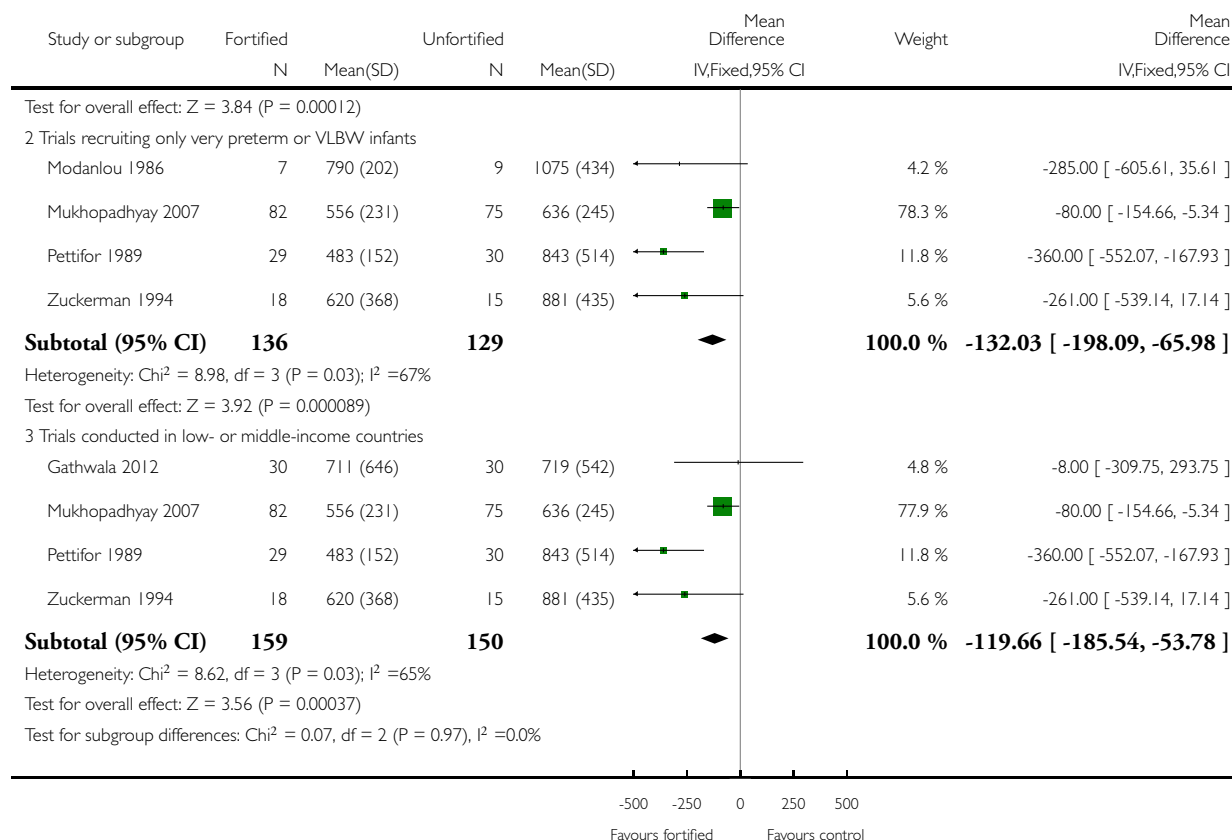 Study or subgroup Fortified Unfortified Mean Difference Weight Mean Difference
N Mean(SD) N Mean(SD) IV,Fixed,95% CI IV,Fixed,95% CI
Test for overall effect: Z = 3.84 (P = 0.00012)
2 Trials recruiting only very preterm or VLBW infants
Modanlou 1986 7 790 (202) 9 1075 (434) 4.2 % -285.00 [ -605.61, 35.61 ]
Mukhopadhyay 2007 82 556 (231) 75 636 (245) 78.3 % -80.00 [ -154.66, -5.34 ]
Pettifor 1989 29 483 (152) 30 843 (514) 11.8 % -360.00 [ -552.07, -167.93 ]
Zuckerman 1994 18 620 (368) 15 881 (435) 5.6 % -261.00 [ -539.14, 17.14 ]
Subtotal (95% CI) 136 129 100.0 % -132.03 [ -198.09, -65.98 ]
Heterogeneity: Chi² = 8.98, df = 3 (P = 0.03); I² =67%
Test for overall effect: Z = 3.92 (P = 0.000089)
3 Trials conducted in low- or middle-income countries
Gathwala 2012 30 711 (646) 30 719 (542) 4.8 % -8.00 [ -309.75, 293.75 ]
Mukhopadhyay 2007 82 556 (231) 75 636 (245) 77.9 % -80.00 [ -154.66, -5.34 ]
Pettifor 1989 29 483 (152) 30 843 (514) 11.8 % -360.00 [ -552.07, -167.93 ]
Zuckerman 1994 18 620 (368) 15 881 (435) 5.6 % -261.00 [ -539.14, 17.14 ]
Subtotal (95% CI) 159 150 100.0 % -119.66 [ -185.54, -53.78 ]
Heterogeneity: Chi² = 8.62, df = 3 (P = 0.03); I² =65%
Test for overall effect: Z = 3.56 (P = 0.00037)
Test for subgroup differences: Chi² = 0.07, df = 2 (P = 0.97), I² =0.0%
-500 -250 0 250 500
Favours fortified Favours control